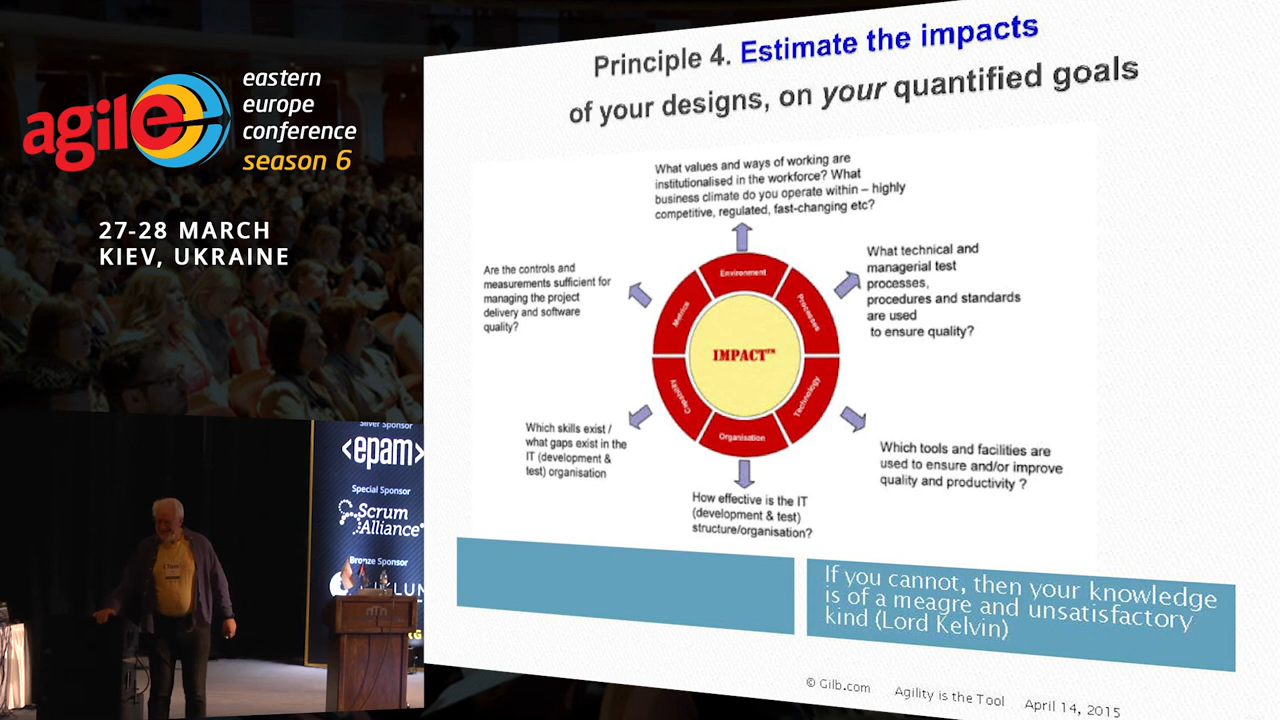 agile
eastern
europe
conference
season 6
27-28 MARCH
KIEV, UKRAINE
Silver Sponsor
<epam>
Special Sponsor
Scrum
Alliance
Bronze Sponsor
Principle 4. Estimate the impacts
of your designs, on your quantified goals
What values and ways of working are
institutionalised in the workforce? What
business climate do you operate within – highly
competitive, regulated, fast-changing etc?
Are the controls and
measurements sufficient for
managing the project
delivery and software
quality?
What technical and
managerial test
processes,
procedures and standards
are used
to ensure quality?
Environment
Metrics
Processes
IMPACT™
Capability
Technology
Organisation
Which skills exist /
what gaps exist in the
IT (development &
test) organisation
Which tools and facilities are
used to ensure and/or improve
quality and productivity ?
How effective is the IT
(development & test)
structure/organisation?
If you cannot, then your knowledge
is of a meagre and unsatisfactory
kind (Lord Kelvin)
© Gilb.com Agility is the Tool April 14, 2015